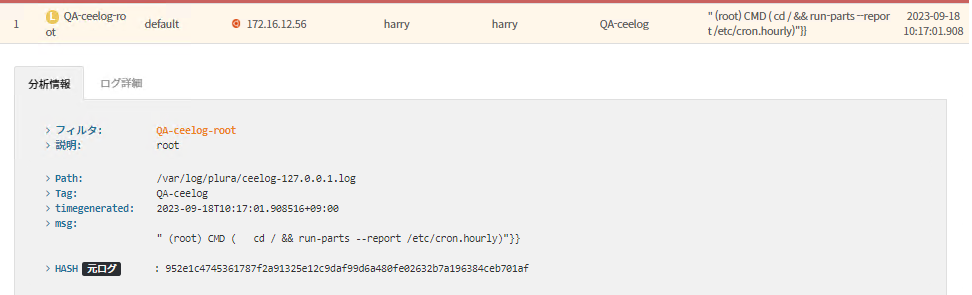 1 L QA-ceelog-ro default 172.16.12.56 harry harry QA-ceelog " (root) CMD ( cd / && run-parts --repor 2023-09-18
ot t /etc/cron.hourly)"}} 10:17:01.908
分析情報 ログ詳細
> フィルタ: QA-ceelog-root
> 説明: root
> Path: /var/log/plura/ceelog-127.0.0.1.log
> Tag: QA-ceelog
> timegenerated: 2023-09-18T10:17:01.908516+09:00
> msg:
" (root) CMD (   cd / && run-parts --report /etc/cron.hourly)"}}
> HASH 元ログ : 952e1c4745361787f2a91325e12c9daf99d6a480fe02632b7a196384ceb701af